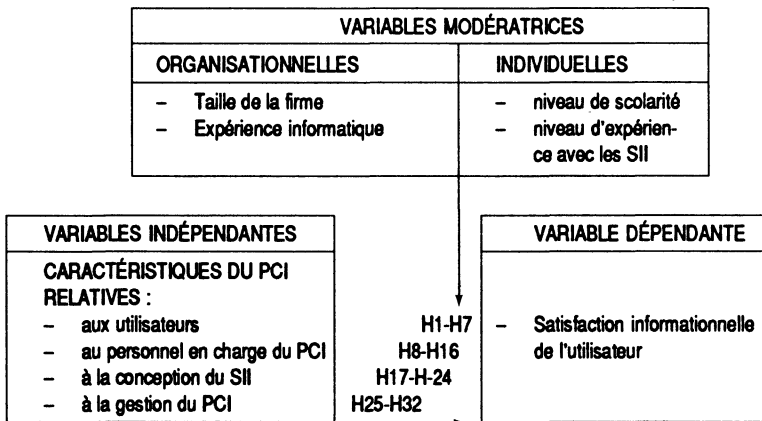 VARIABLES MODÉRATRICES
ORGANISATIONNELLES
– Taille de la firme
– Expérience informatique
INDIVIDUELLES
– niveau de scolarité
– niveau d'expérien-
ce avec les SII
VARIABLES INDÉPENDANTES
CARACTÉRISTIQUES DU PCI
RELATIVES :
– aux utilisateurs H1-H7
– au personnel en charge du PCI H8-H16
– à la conception du SII H17-H-24
– à la gestion du PCI H25-H32
VARIABLE DÉPENDANTE
– Satisfaction informationnelle
de l'utilisateur